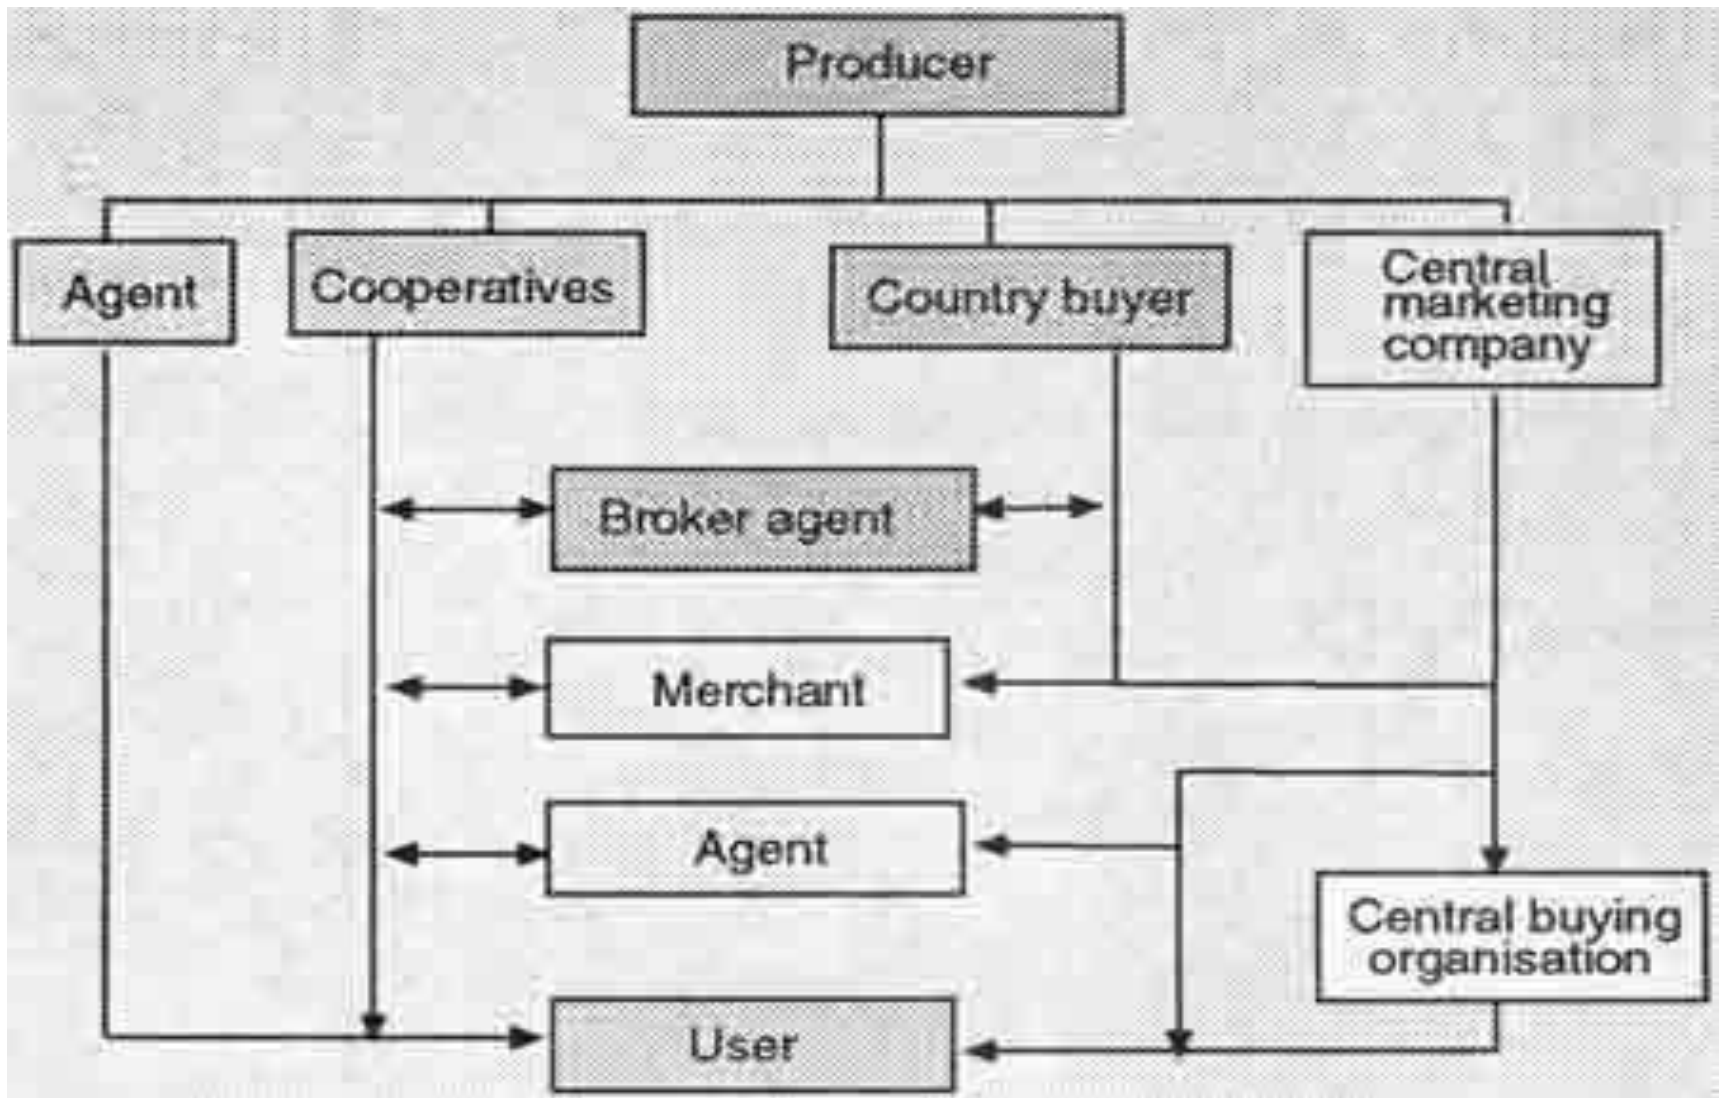 Producer
Agent
Cooperatives
Country buyer
Central
marketing
company
Broker agent
Merchant
Agent
Central buying
organisation
User